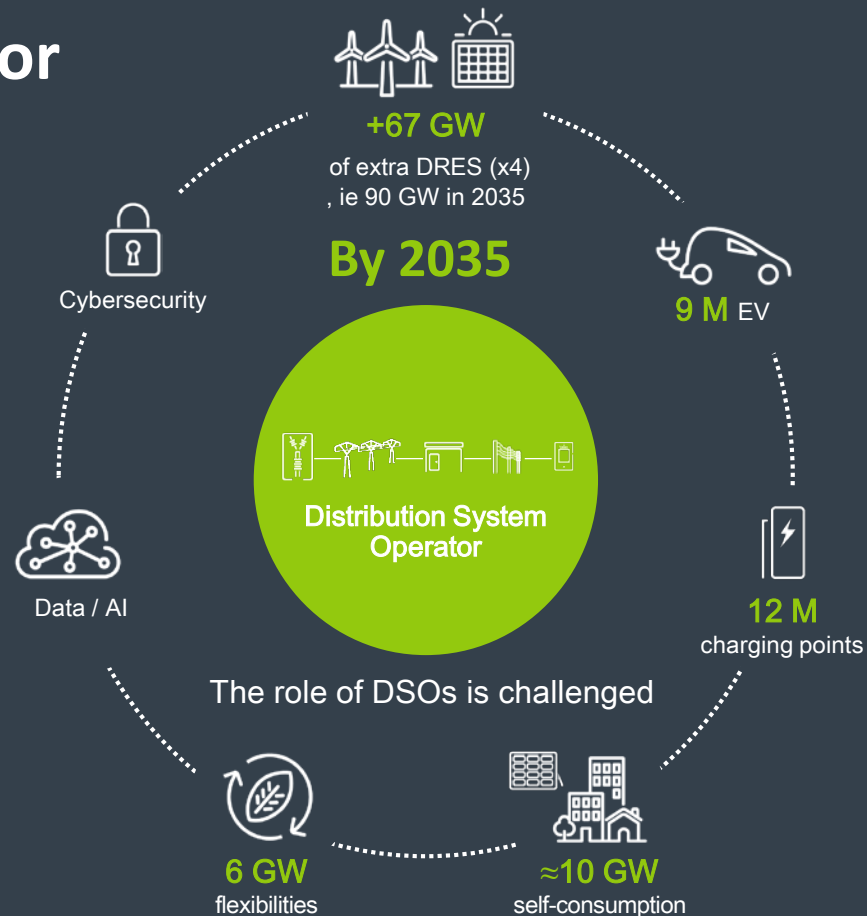 or
+67 GW
of extra DRES (x4)
, ie 90 GW in 2035
By 2035
Cybersecurity
9 M EV
Distribution System
Operator
Data / AI
12 M
charging points
The role of DSOs is challenged
6 GW
flexibilities
≈10 GW
self-consumption